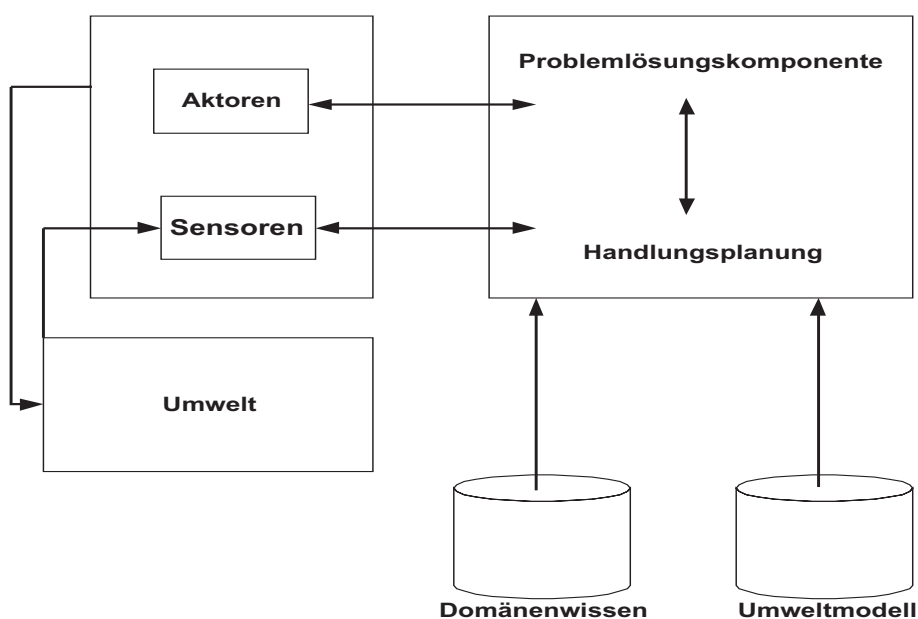 Problemlösungskomponente
Aktoren
Sensoren
Handlungsplanung
Umwelt
Domänenwissen
Umweltmodell